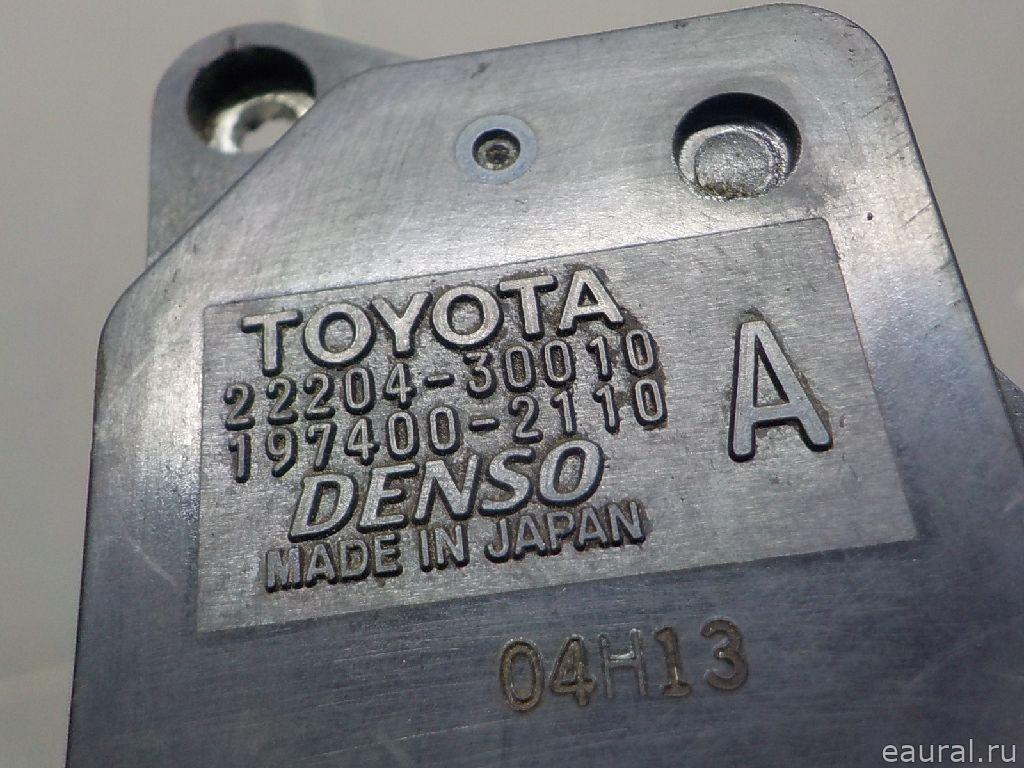 TOYOTA
22204-30010
197400-2110
A
DENSO
MADE IN JAPAN
04H13
eaural.ru